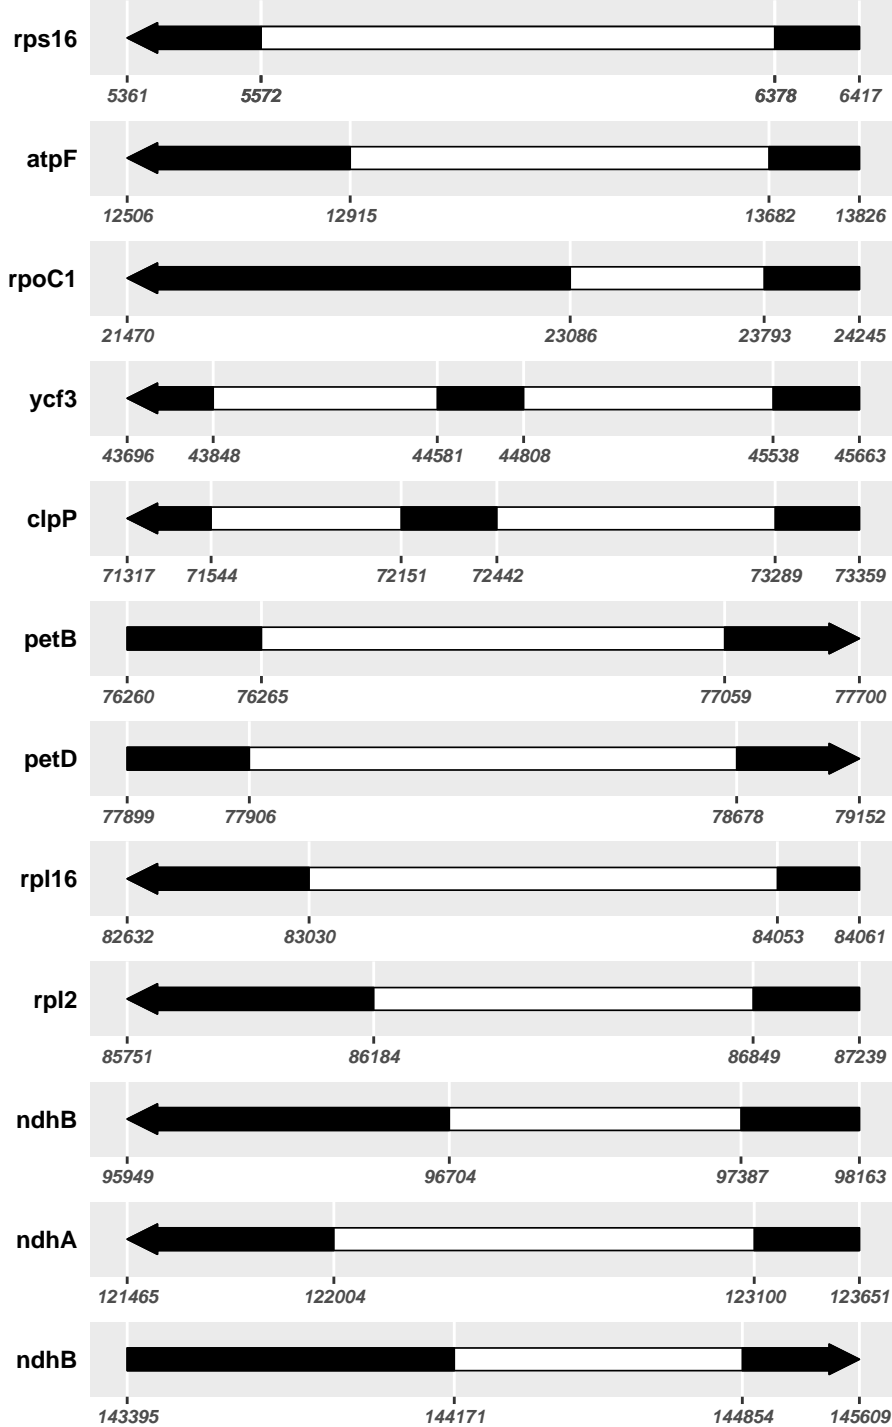 rps16
5361 5572 6378 6417
atpF
12506 12915 13682 13826
rpoC1
21470 23086 23793 24245
ycf3
43696 43848 44581 44808 45538 45663
clpP
71317 71544 72151 72442 73289 73359
petB
76260 76265 77059 77700
petD
77899 77906 78678 79152
rpl16
82632 83030 84053 84061
rpl2
85751 86184 86849 87239
ndhB
95949 96704 97387 98163
ndhA
121465 122004 123100 123651
ndhB
143395 144171 144854 145609